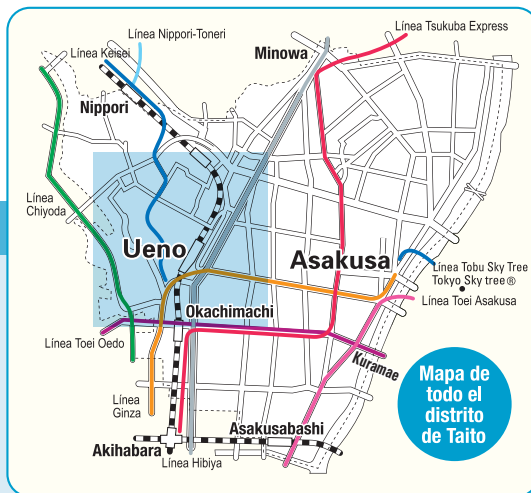 Línea Tsukuba Express
Línea Nippori-Toneri
Línea Keisei
Minowa
Nippori
Línea
Chiyoda
Ueno
Asakusa
Línea Tobu Sky Tree
Tokyo Sky tree®
Línea Toei Asakusa
Okachimachi
Línea Toei Oedo
Kuramae
Mapa de
todo el
distrito
de Taito
Línea
Ginza
Asakusabashi
Akihabara
Línea Hibiya